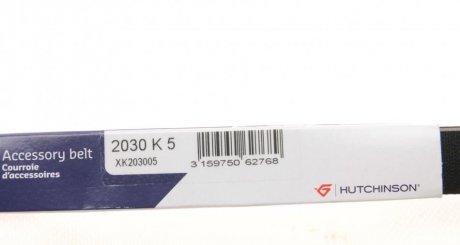 Accessory belt
Courroie
d'accessoires
2030 K 5
XK203005
3 159750 62768
HUTCHINSON